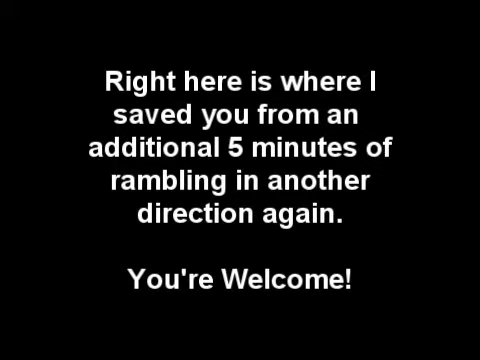 Right here is where I
saved you from an
additional 5 minutes of
rambling in another
direction again.
You're Welcome!